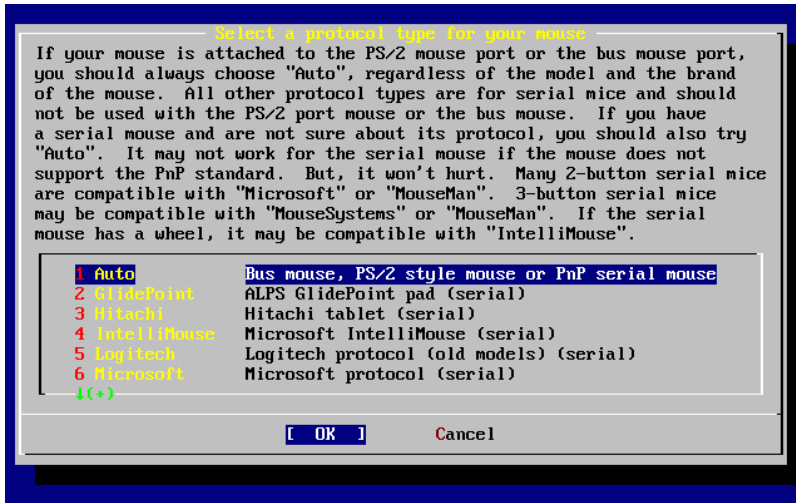 Select a protocol type for your mouse
If your mouse is attached to the PS/2 mouse port or the bus mouse port,
you should always choose "Auto", regardless of the model and the brand
of the mouse.  All other protocol types are for serial mice and should
not be used with the PS/2 port mouse or the bus mouse.  If you have
a serial mouse and are not sure about its protocol, you should also try
"Auto".  It may not work for the serial mouse if the mouse does not
support the PnP standard.  But, it won't hurt.  Many 2-button serial mice
are compatible with "Microsoft" or "MouseMan".  3-button serial mice
may be compatible with "MouseSystems" or "MouseMan".  If the serial
mouse has a wheel, it may be compatible with "IntelliMouse".
1 Auto Bus mouse, PS/2 style mouse or PnP serial mouse
2 GlidePoint ALPS GlidePoint pad (serial)
3 Hitachi Hitachi tablet (serial)
4 IntelliMouse Microsoft IntelliMouse (serial)
5 Logitech Logitech protocol (old models) (serial)
6 Microsoft Microsoft protocol (serial)
↓(+)
[ OK ] Cancel